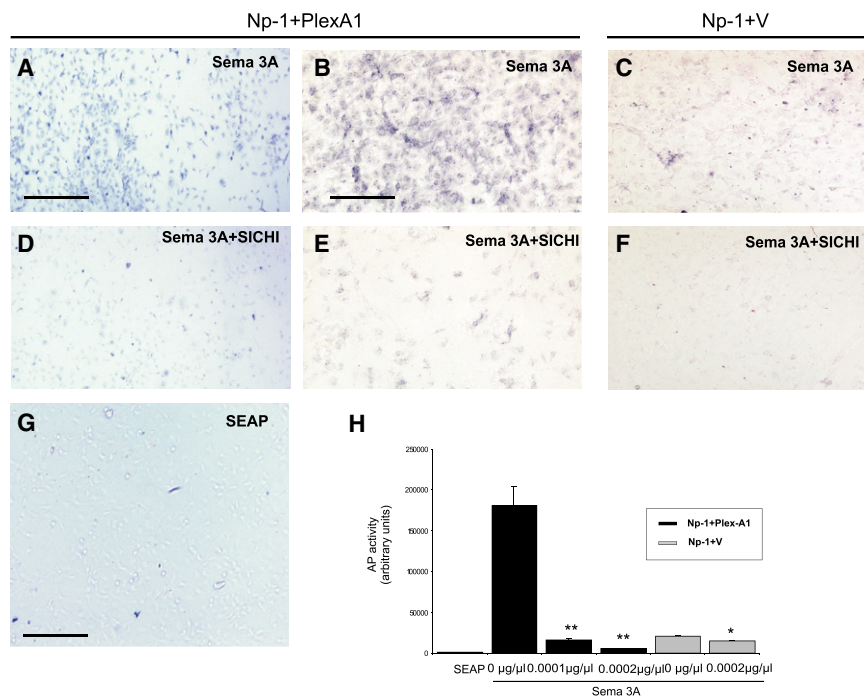 Np-1+PlexA1
Np-1+V
A
Sema 3A
B
Sema 3A
C
Sema 3A
D
Sema 3A+SICHI
E
Sema 3A+SICHI
F
Sema 3A+SICHI
G
SEAP
H
250000
200000
150000
100000
50000
0
AP activity
(arbitrary units)
Np-1+Plex-A1
Np-1+V
**
**
*
SEAP 0 µg/µl 0.0001µg/µl 0.0002µg/µl 0 µg/µl 0.0002µg/µl
Sema 3A